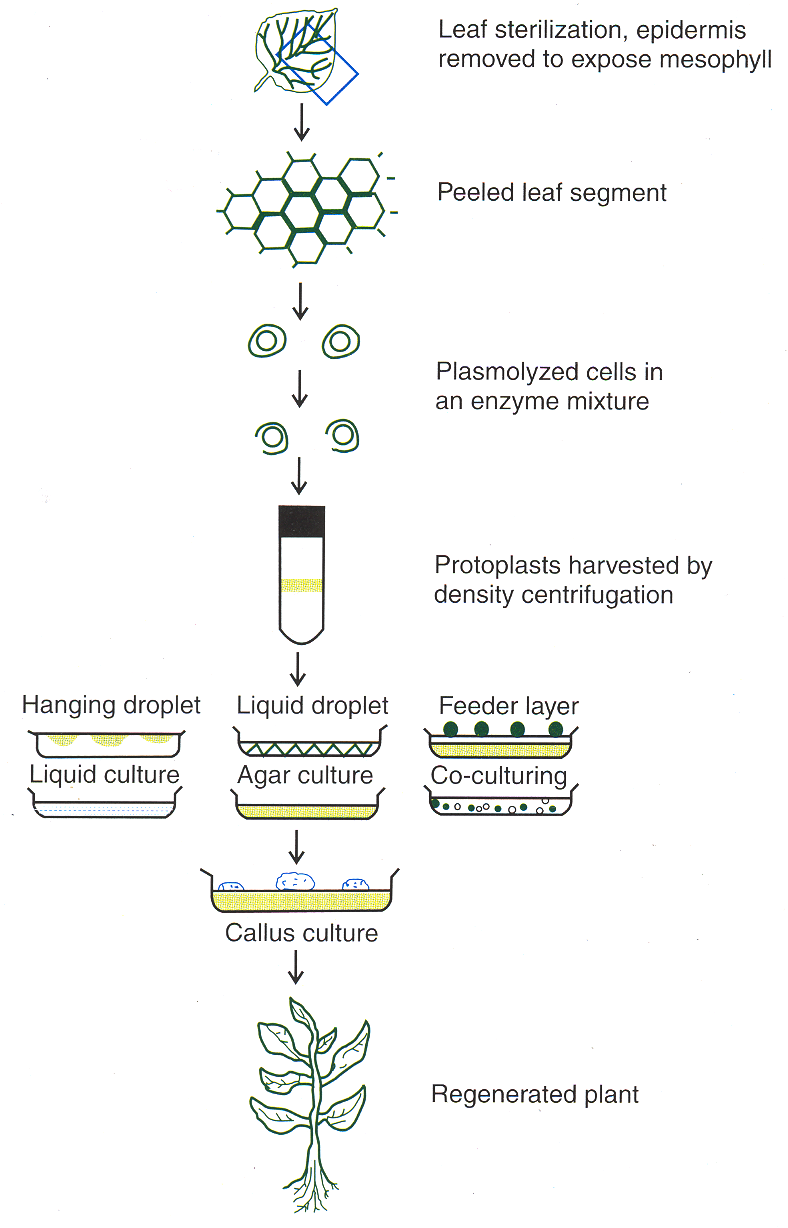 Leaf sterilization, epidermis
removed to expose mesophyll
Peeled leaf segment
Plasmolyzed cells in
an enzyme mixture
Protoplasts harvested by
density centrifugation
Hanging droplet
Liquid droplet
Feeder layer
Liquid culture
Agar culture
Co-culturing
Callus culture
Regenerated plant